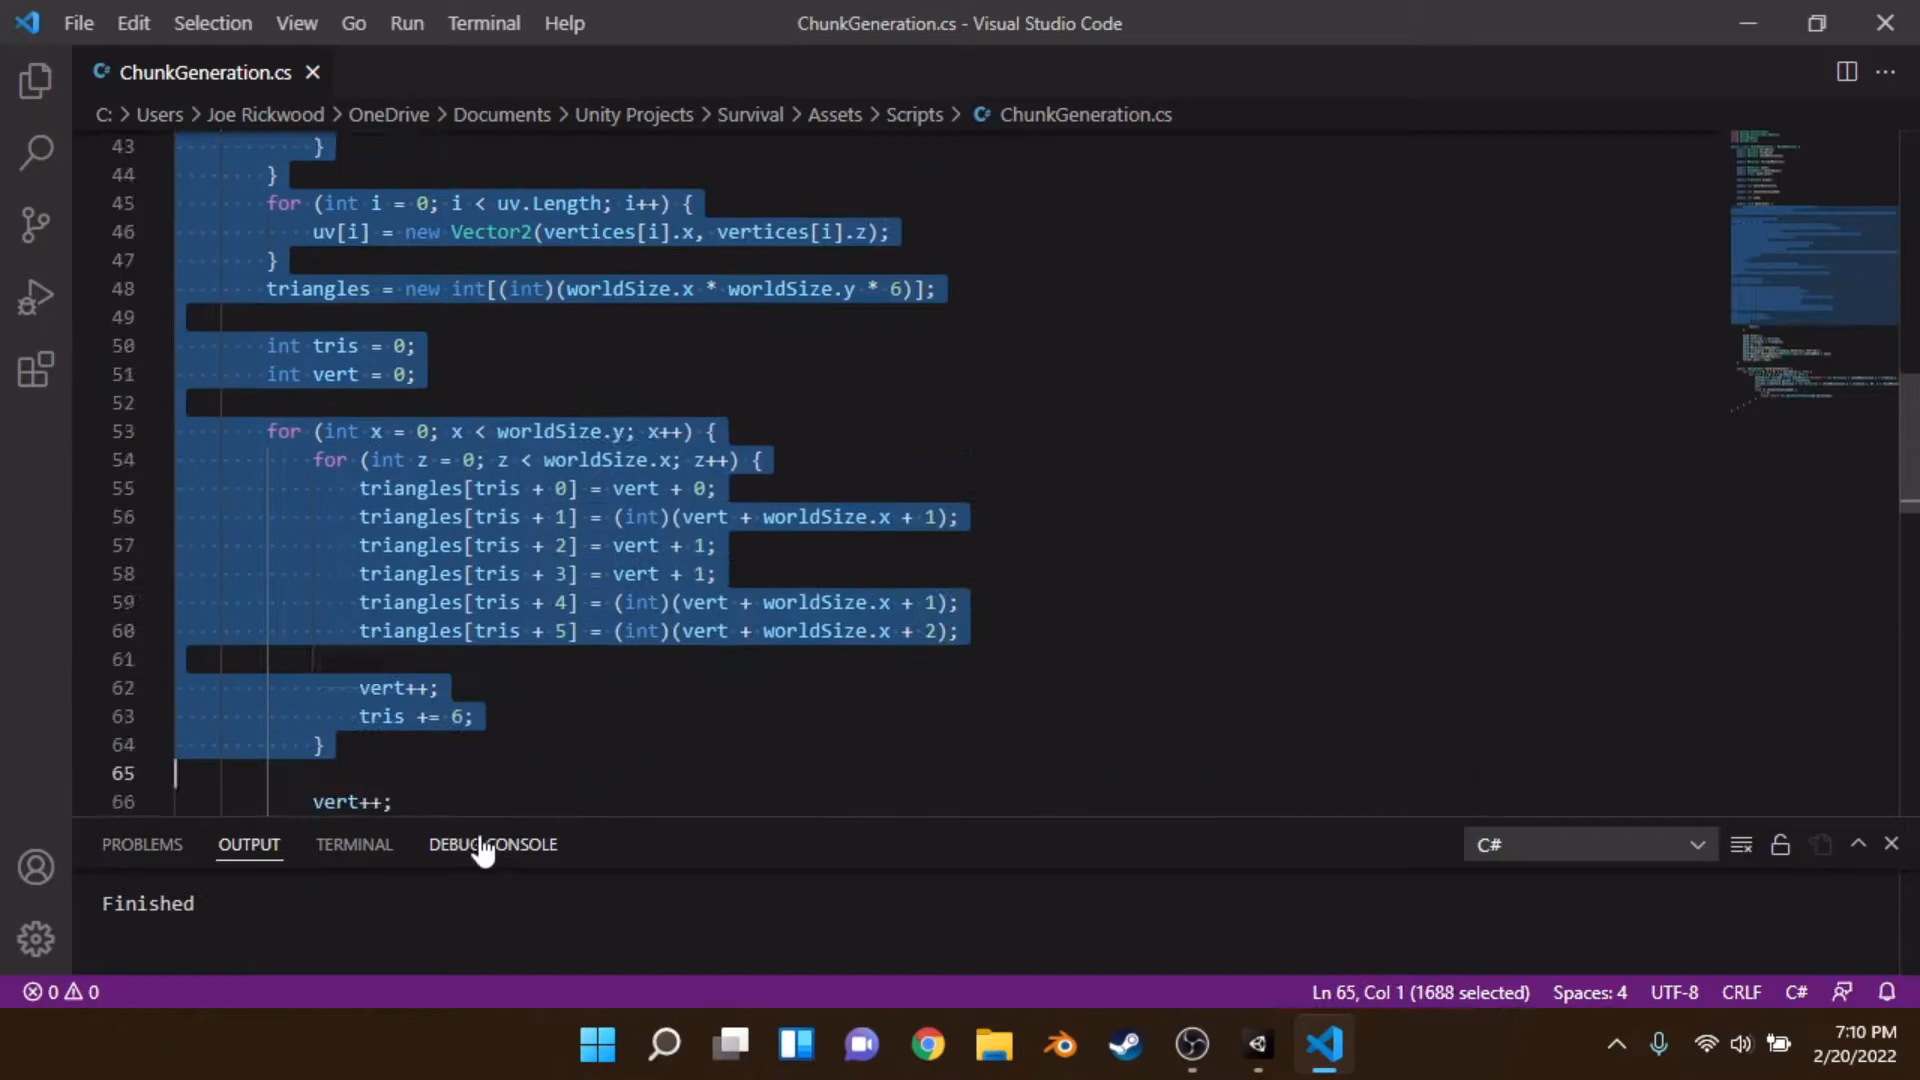 File Edit Selection View Go Run Terminal Help ChunkGeneration.cs - Visual Studio Code
ChunkGeneration.cs
C: > Users > Joe Rickwood > OneDrive > Documents > Unity Projects > Survival > Assets > Scripts > ChunkGeneration.cs
43 }
44 }
45 for (int i = 0; i < uv.Length; i++) {
46 uv[i] = new Vector2(vertices[i].x, vertices[i].z);
47 }
48 triangles = new int[(int)(worldSize.x * worldSize.y * 6)];
49
50 int tris = 0;
51 int vert = 0;
52
53 for (int x = 0; x < worldSize.y; x++) {
54 for (int z = 0; z < worldSize.x; z++) {
55 triangles[tris + 0] = vert + 0;
56 triangles[tris + 1] = (int)(vert + worldSize.x + 1);
57 triangles[tris + 2] = vert + 1;
58 triangles[tris + 3] = vert + 1;
59 triangles[tris + 4] = (int)(vert + worldSize.x + 1);
60 triangles[tris + 5] = (int)(vert + worldSize.x + 2);
61
62 vert++;
63 tris += 6;
64 }
65
66 vert++;
PROBLEMS OUTPUT TERMINAL DEBUG CONSOLE C#
Finished
0 0 Ln 65, Col 1 (1688 selected) Spaces: 4 UTF-8 CRLF C#
7:10 PM
2/20/2022